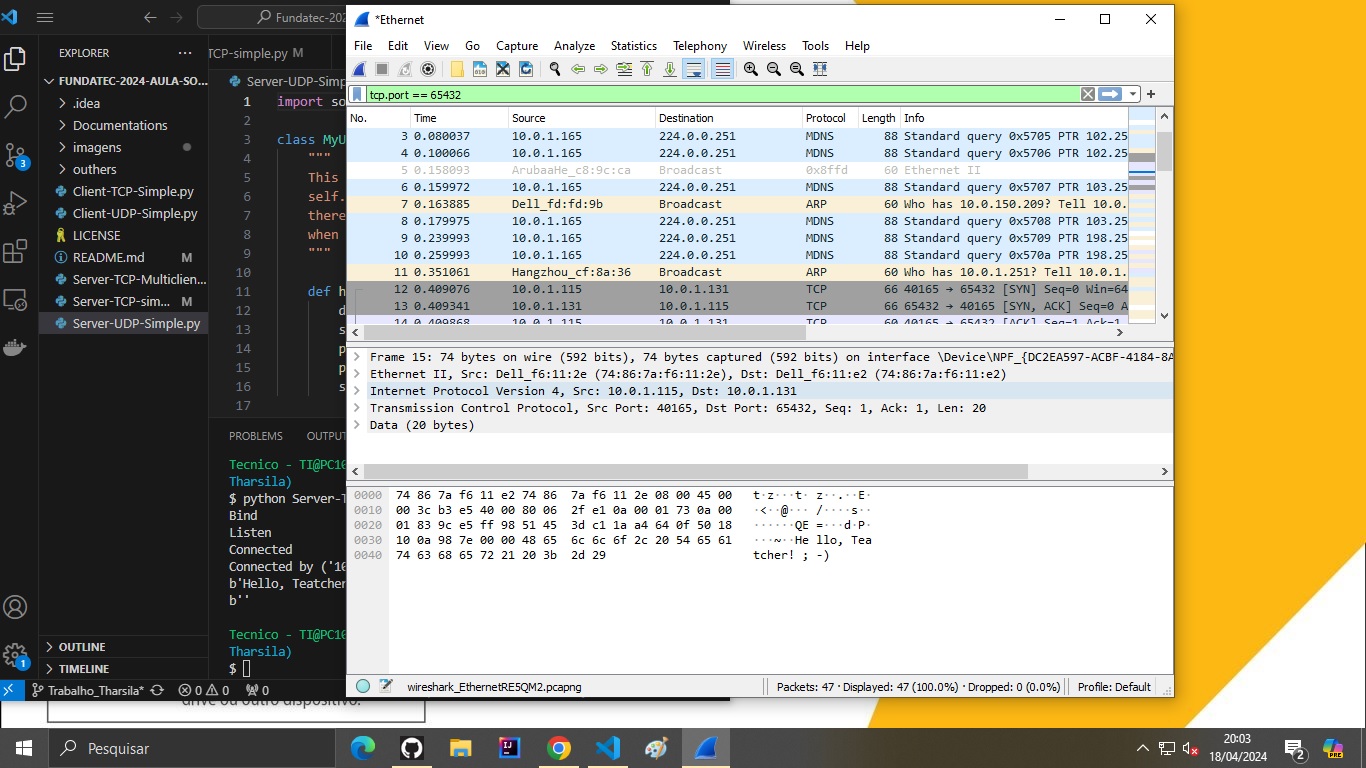 Fundatec-2
*Ethernet
File Edit View Go Capture Analyze Statistics Telephony Wireless Tools Help
EXPLORER
FUNDATEC-2024-AULA-SO...
.idea
Documentations
imagens
outhers
Client-TCP-Simple.py
Client-UDP-Simple.py
LICENSE
README.md M
Server-TCP-Multiclien...
Server-TCP-sim... M
Server-UDP-Simple.py
OUTLINE
TIMELINE
3
1
TCP-simple.py M
Server-UDP-Simp
1 import so
2
3 class MyU
4 """
5 This
6 self.
7 there
8 when
9 """
10
11 def h
12 d
13 s
14 p
15 p
16 s
17
PROBLEMS OUTPU
Tecnico - TI@PC10
Tharsila)
$ python Server-T
Bind
Listen
Connected
Connected by ('10
b'Hello, Teatcher
b''
Tecnico - TI@PC10
Tharsila)
$
Trabalho_Tharsila* 0 0 0
tcp.port == 65432
No. Time Source Destination Protocol Length Info
3 0.080037 10.0.1.165 224.0.0.251 MDNS 88 Standard query 0x5705 PTR 102.25
4 0.100066 10.0.1.165 224.0.0.251 MDNS 88 Standard query 0x5706 PTR 102.25
5 0.158093 ArubaaHe_c8:9c:ca Broadcast 0x8ffd 60 Ethernet II
6 0.159972 10.0.1.165 224.0.0.251 MDNS 88 Standard query 0x5707 PTR 103.25
7 0.163885 Dell_fd:fd:9b Broadcast ARP 60 Who has 10.0.150.209? Tell 10.0.
8 0.179975 10.0.1.165 224.0.0.251 MDNS 88 Standard query 0x5708 PTR 103.25
9 0.239993 10.0.1.165 224.0.0.251 MDNS 88 Standard query 0x5709 PTR 198.25
10 0.259993 10.0.1.165 224.0.0.251 MDNS 88 Standard query 0x570a PTR 198.25
11 0.351061 Hangzhou_cf:8a:36 Broadcast ARP 60 Who has 10.0.1.251? Tell 10.0.1.
12 0.409076 10.0.1.115 10.0.1.131 TCP 66 40165 → 65432 [SYN] Seq=0 Win=64
13 0.409341 10.0.1.131 10.0.1.115 TCP 66 65432 → 40165 [SYN, ACK] Seq=0 A
14 0.409868 10.0.1.115 10.0.1.131 TCP 60 40165 → 65432 [ACK] Seq=1 Ack=1
Frame 15: 74 bytes on wire (592 bits), 74 bytes captured (592 bits) on interface \Device\NPF_{DC2EA597-ACBF-4184-8A
Ethernet II, Src: Dell_f6:11:2e (74:86:7a:f6:11:2e), Dst: Dell_f6:11:e2 (74:86:7a:f6:11:e2)
Internet Protocol Version 4, Src: 10.0.1.115, Dst: 10.0.1.131
Transmission Control Protocol, Src Port: 40165, Dst Port: 65432, Seq: 1, Ack: 1, Len: 20
Data (20 bytes)
0000 74 86 7a f6 11 e2 74 86 7a f6 11 2e 08 00 45 00 t·z···t· z··.··E·
0010 00 3c b3 e5 40 00 80 06 2f e1 0a 00 01 73 0a 00 ·<··@··· /····s··
0020 01 83 9c e5 ff 98 51 45 3d c1 1a a4 64 0f 50 18 ······QE =···d·P·
0030 10 0a 98 7e 00 00 48 65 6c 6c 6f 2c 20 54 65 61 ···~··He llo, Tea
0040 74 63 68 65 72 21 20 3b 2d 29 tcher! ; -)
wireshark_EthernetRE5QM2.pcapng Packets: 47 · Displayed: 47 (100.0%) · Dropped: 0 (0.0%) Profile: Default
drive ou outro dispositivo.
Pesquisar
20:03
18/04/2024
2
PRE